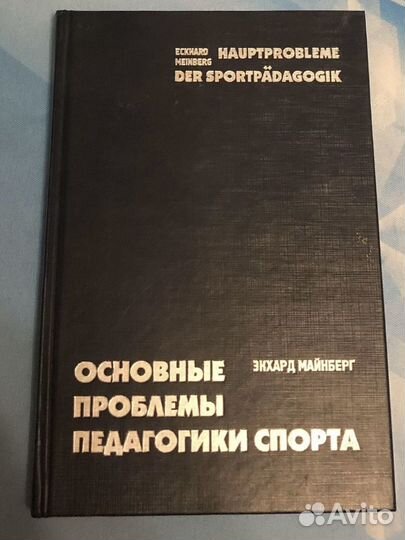 ECKHARD MEINBERG HAUPTPROBLEME
DER SPORTPÄDAGOGIK
ЭКХАРД МАЙНБЕРГ
ОСНОВНЫЕ
ПРОБЛЕМЫ
ПЕДАГОГИКИ СПОРТА
Avito